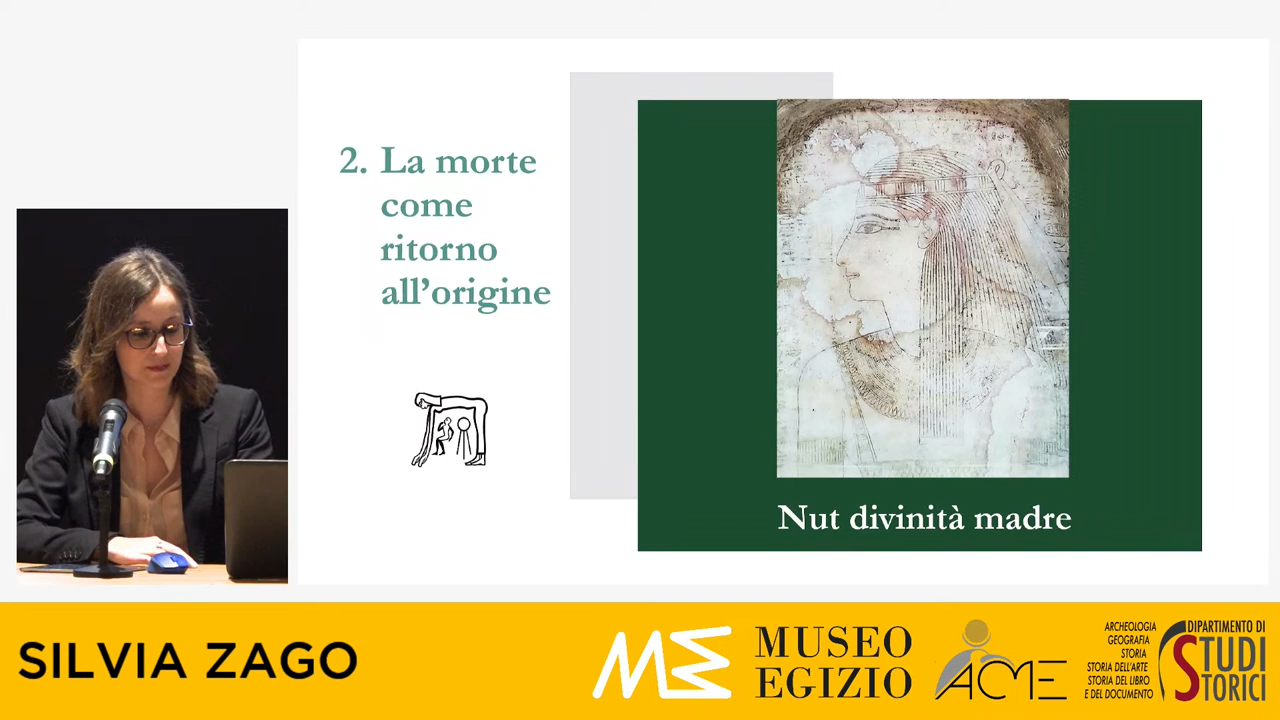 2. La morte
come
ritorno
all’origine
Nut divinità madre
SILVIA ZAGO
MUSEO
EGIZIO
ACME
ARCHEOLOGIA
GEOGRAFIA
STORIA
STORIA DELL'ARTE
STORIA DEL LIBRO
E DEL DOCUMENTO
DIPARTIMENTO DI
STUDI
STORICI